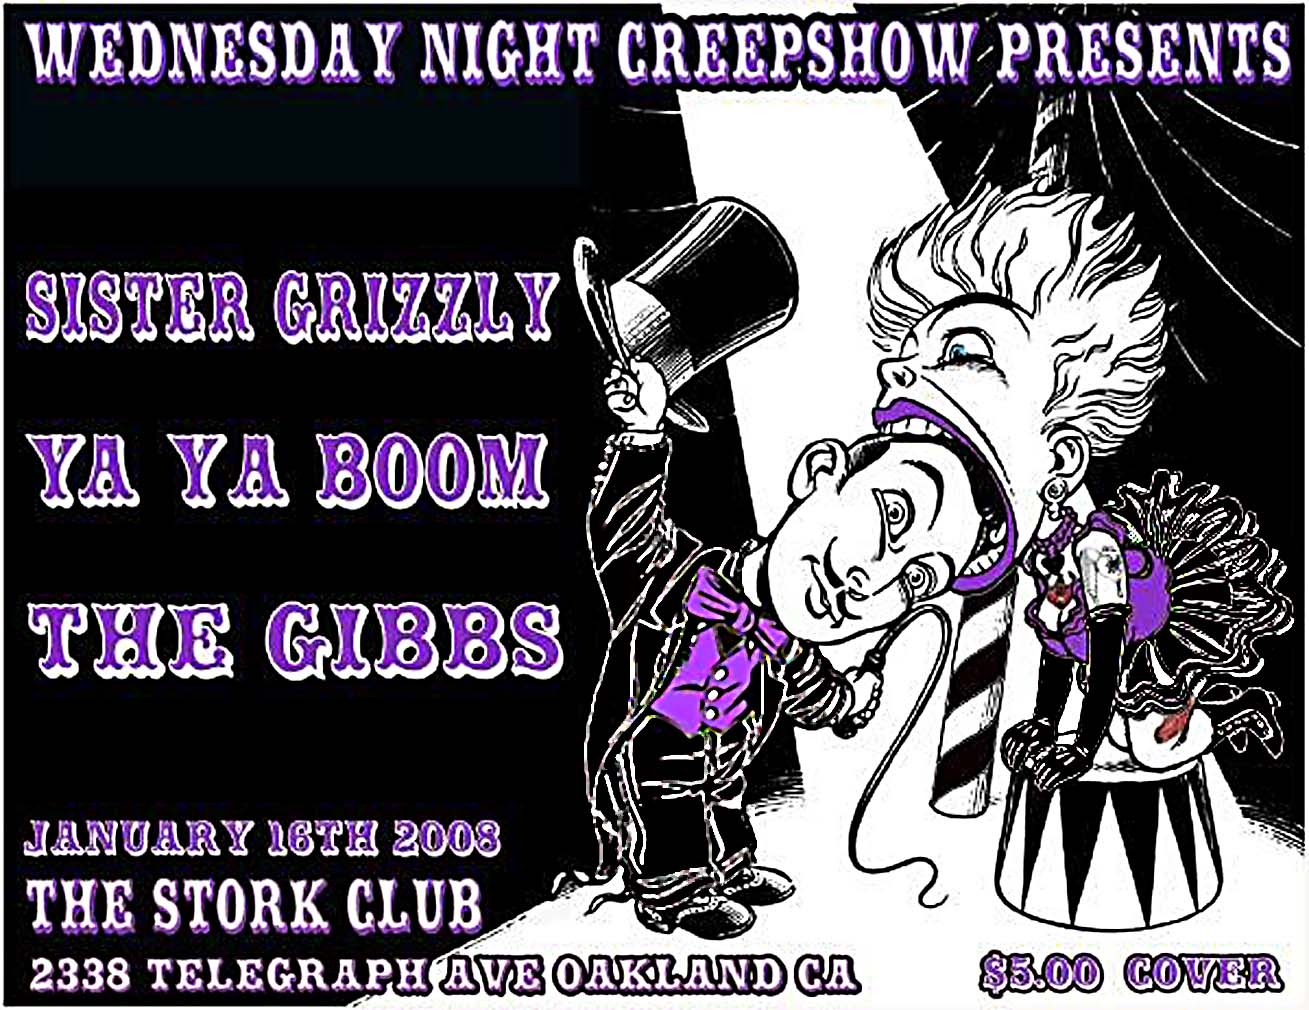 WEDNESDAY NIGHT CREEPSHOW PRESENTS
SISTER GRIZZLY
YA YA BOOM
THE GIBBS
JANUARY 16TH 2008
THE STORK CLUB
2338 TELEGRAPH AVE OAKLAND CA
$5.00 COVER